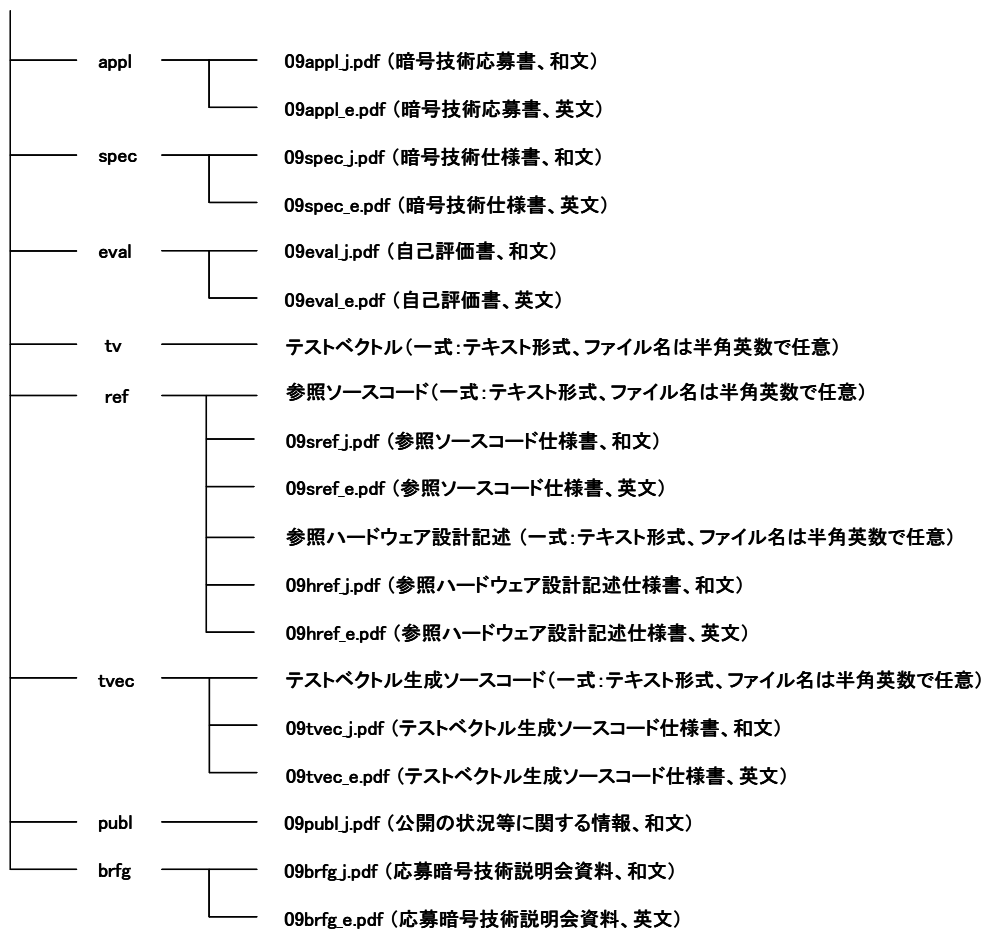 appl 09appl_j.pdf (暗号技術応募書、和文)
09appl_e.pdf (暗号技術応募書、英文)
spec 09spec_j.pdf (暗号技術仕様書、和文)
09spec_e.pdf (暗号技術仕様書、英文)
eval 09eval_j.pdf (自己評価書、和文)
09eval_e.pdf (自己評価書、英文)
tv テストベクトル(一式:テキスト形式、ファイル名は半角英数で任意)
ref 参照ソースコード(一式:テキスト形式、ファイル名は半角英数で任意)
09sref_j.pdf (参照ソースコード仕様書、和文)
09sref_e.pdf (参照ソースコード仕様書、英文)
参照ハードウェア設計記述 (一式:テキスト形式、ファイル名は半角英数で任意)
09href_j.pdf (参照ハードウェア設計記述仕様書、和文)
09href_e.pdf (参照ハードウェア設計記述仕様書、英文)
tvec テストベクトル生成ソースコード(一式:テキスト形式、ファイル名は半角英数で任意)
09tvec_j.pdf (テストベクトル生成ソースコード仕様書、和文)
09tvec_e.pdf (テストベクトル生成ソースコード仕様書、英文)
publ 09publ_j.pdf (公開の状況等に関する情報、和文)
brfg 09brfg_j.pdf (応募暗号技術説明会資料、和文)
09brfg_e.pdf (応募暗号技術説明会資料、英文)